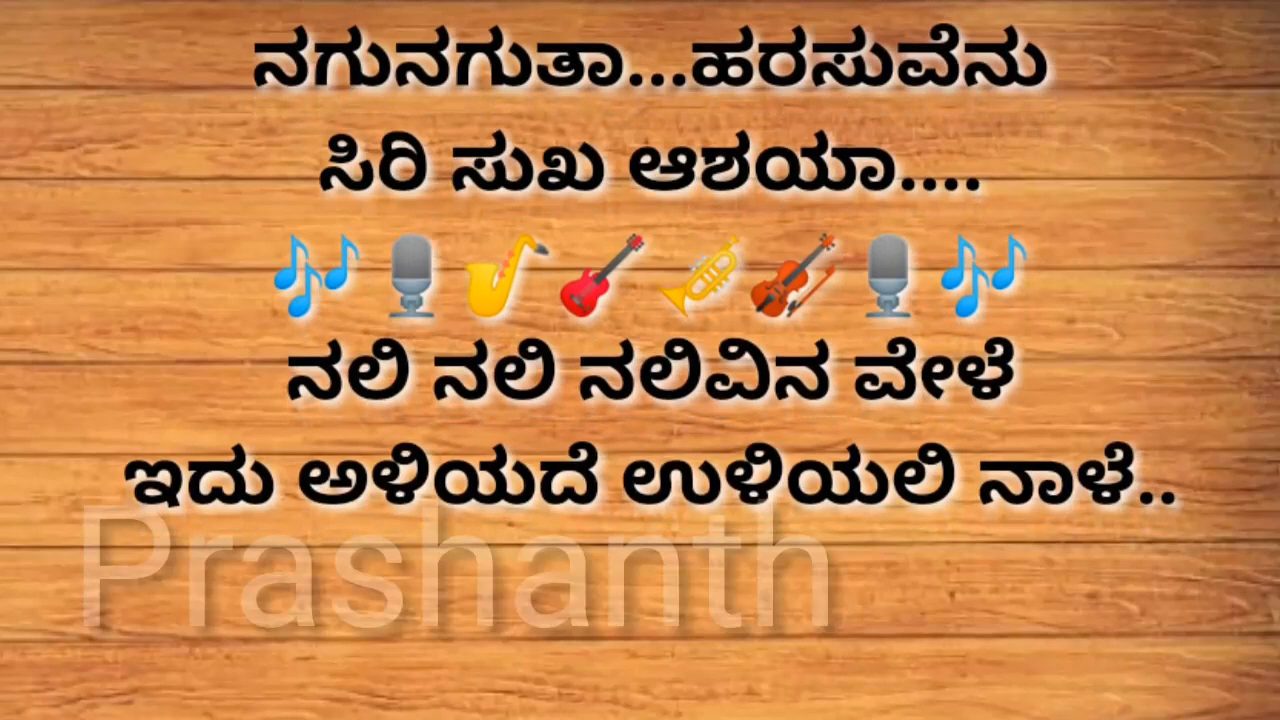 ನಗುನಗುತಾ...ಹರಸುವೆನು
ಸಿರಿ ಸುಖ ಆಶಯಾ....
🎶🎙️🎷🎸🎺🎻🎙️🎶
ನಲಿ ನಲಿ ನಲಿವಿನ ವೇಳೆ
ಇದು ಅಳಿಯದೆ ಉಳಿಯಲಿ ನಾಳೆ..
Prashanth